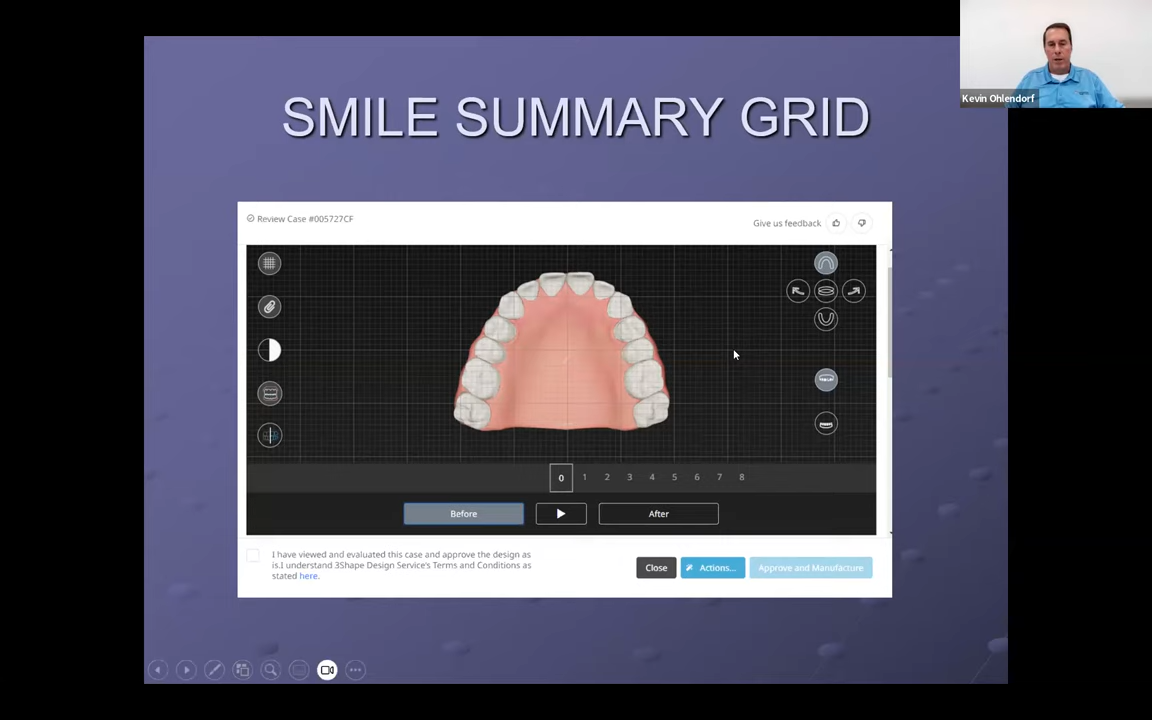 Kevin Ohlendorf
SMILE SUMMARY GRID
Review Case #005727CF
Give us feedback
0 1 2 3 4 5 6 7 8
Before
After
I have viewed and evaluated this case and approve the design as
is.I understand 3Shape Design Service's Terms and Conditions as
stated here.
Close
Actions...
Approve and Manufacture